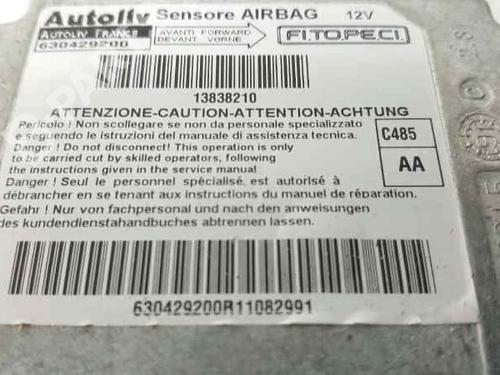 Autoliv Sensore AIRBAG 12V
AUTOLIV FRANCE
630429200
AVANTI FORWARD
DEVANT VORNE
F.I.TO.PE.C.I.
13838210
ATTENZIONE-CAUTION-ATTENTION-ACHTUNG
Pericolo ! Non scollegare se non da personale specializzato
e seguendo le istruzioni del manuale di assistenza tecnica.
Danger ! Do not disconnect! This operation is only
to be carried cut by skilled operators, following
the instructions given in the service manual
Danger ! Seul le personnel spécialisé, est autorisé à
débrancher en se tenant aux instructions du manuel de réparation.
Gefahr ! Nur von fachpersonal und nach den anweisungen
des kundendienstahandbuches abtrennen lassen.
C485
AA
630429200R11082991